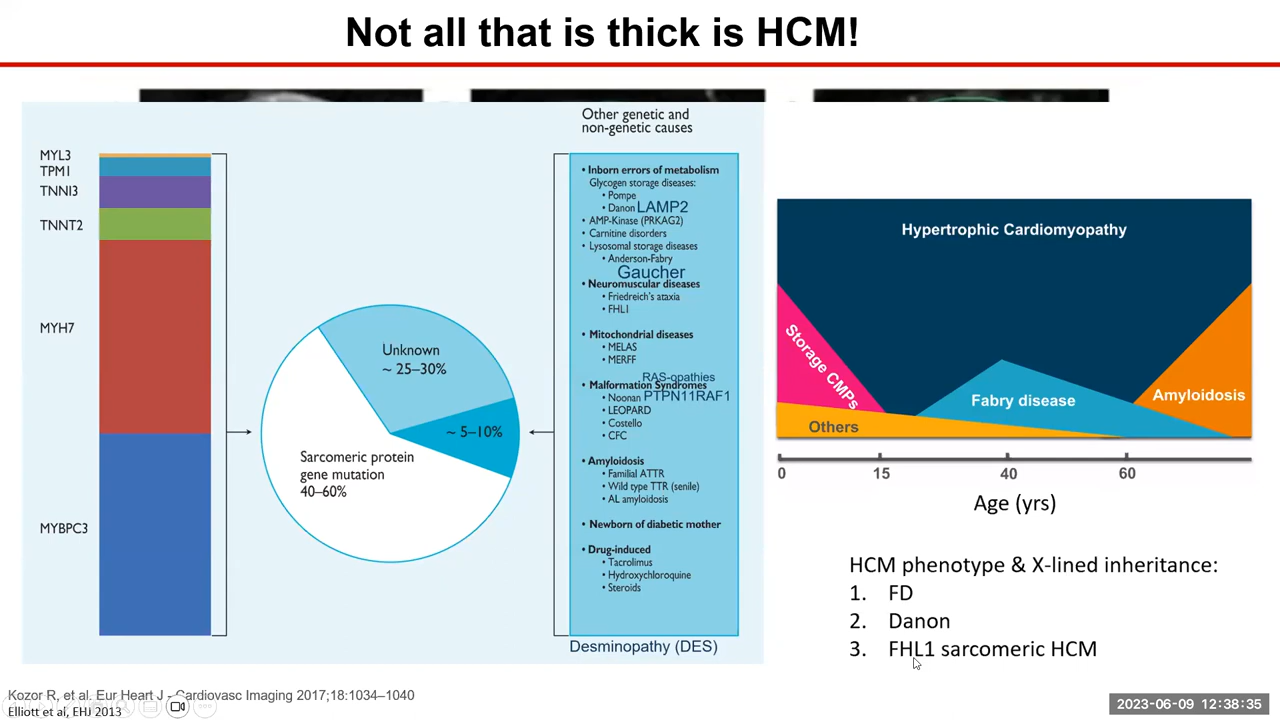 Not all that is thick is HCM!
MYL3
TPM1
TNNI3
TNNT2
MYH7
MYBPC3
Unknown
~ 25–30%
~ 5–10%
Sarcomeric protein
gene mutation
40–60%
Other genetic and
non-genetic causes
• Inborn errors of metabolism
Glycogen storage diseases:
• Pompe
• Danon LAMP2
• AMP-Kinase (PRKAG2)
• Carnitine disorders
• Lysosomal storage diseases
• Anderson-Fabry
Gaucher
• Neuromuscular diseases
• Friedreich's ataxia
• FHL1
• Mitochondrial diseases
• MELAS
• MERFF
RAS-opathies
• Malformation Syndromes
• Noonan PTPN11RAF1
• LEOPARD
• Costello
• CFC
• Amyloidosis
• Familial ATTR
• Wild type TTR (senile)
• AL amyloidosis
• Newborn of diabetic mother
• Drug-induced
• Tacrolimus
• Hydroxychloroquine
• Steroids
Desminopathy (DES)
Hypertrophic Cardiomyopathy
Storage CMPs
Fabry disease
Amyloidosis
Others
0 15 40 60
Age (yrs)
HCM phenotype & X-lined inheritance:
1. FD
2. Danon
3. FHL1 sarcomeric HCM
Kozor R, et al. Eur Heart J - Cardiovasc Imaging 2017;18:1034–1040
Elliott et al, EHJ 2013
2023-06-09 12:38:35